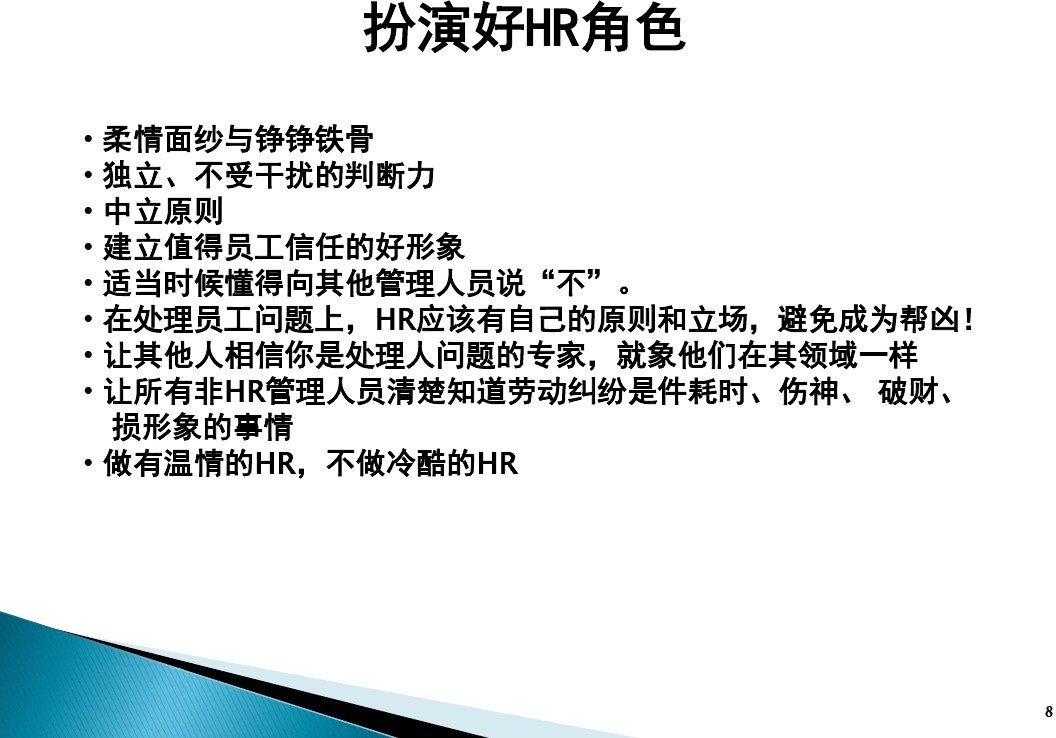 扮演好HR角色
• 柔情面纱与铮铮铁骨
• 独立、不受干扰的判断力
• 中立原则
• 建立值得员工信任的好形象
• 适当时候懂得向其他管理人员说“不”。
• 在处理员工问题上，HR应该有自己的原则和立场，避免成为帮凶！
• 让其他人相信你是处理人问题的专家，就象他们在其领域一样
• 让所有非HR管理人员清楚知道劳动纠纷是件耗时、伤神、 破财、
损形象的事情
• 做有温情的HR，不做冷酷的HR
8